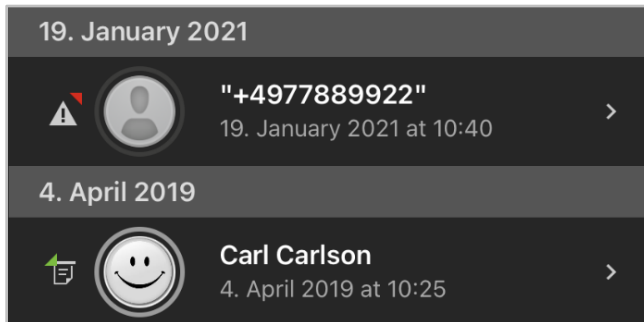 19. January 2021
"+4977889922"
19. January 2021 at 10:40
4. April 2019
Carl Carlson
4. April 2019 at 10:25